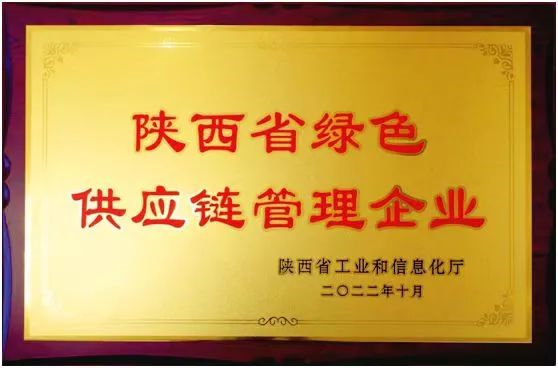 陕西省绿色
供应链管理企业
陕西省工业和信息化厅
二〇二二年十月